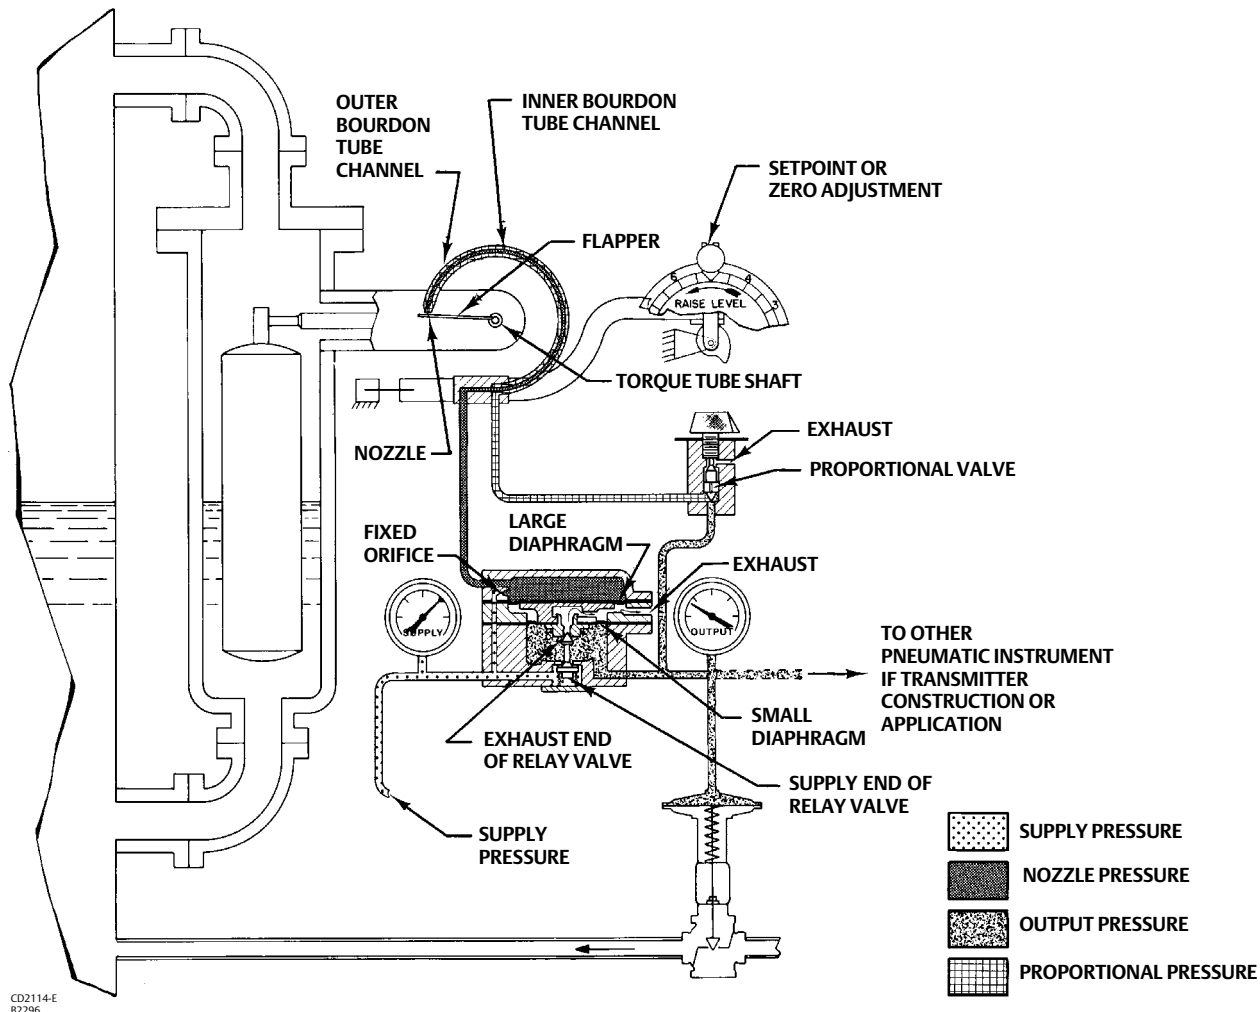 OUTER
BOURDON
TUBE
CHANNEL
INNER BOURDON
TUBE CHANNEL
SETPOINT OR
ZERO ADJUSTMENT
FLAPPER
5
4
3
RAISE LEVEL
TORQUE TUBE SHAFT
NOZZLE
EXHAUST
PROPORTIONAL VALVE
FIXED
ORIFICE
LARGE
DIAPHRAGM
EXHAUST
SUPPLY
OUTPUT
TO OTHER
PNEUMATIC INSTRUMENT
IF TRANSMITTER
CONSTRUCTION OR
APPLICATION
SMALL
DIAPHRAGM
EXHAUST END
OF RELAY VALVE
SUPPLY END OF
RELAY VALVE
SUPPLY
PRESSURE
SUPPLY PRESSURE
NOZZLE PRESSURE
OUTPUT PRESSURE
PROPORTIONAL PRESSURE
CD2114-E
B2296